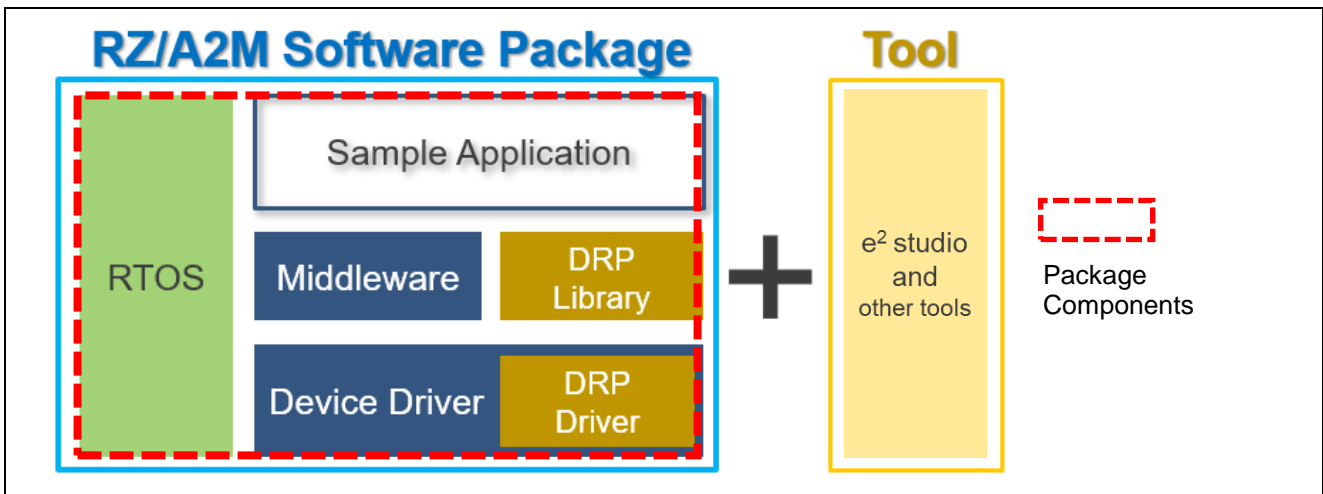 RZ/A2M Software Package
Tool
RTOS
Sample Application
Middleware
DRP
Library
Device Driver
DRP
Driver
+
e² studio
and
other tools
Package
Components